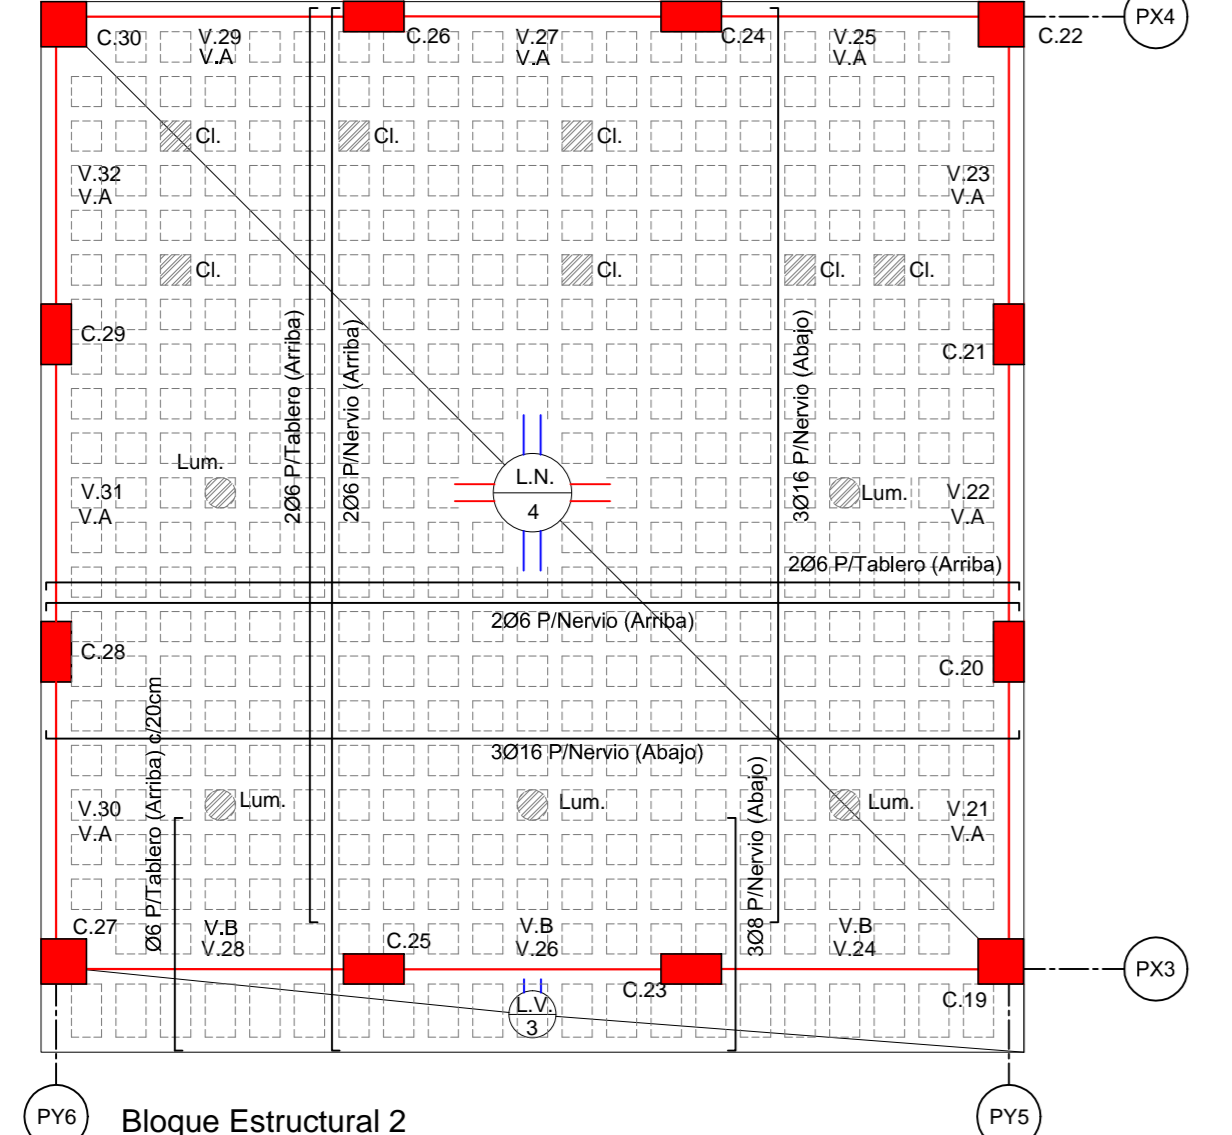 PX4
C.30
V.29
V.A
C.26
V.27
V.A
C.24
V.25
V.A
C.22
Cl.
Cl.
Cl.
V.32
V.A
V.23
V.A
Cl.
Cl.
Cl.
Cl.
C.29
C.21
2Ø6 P/Tablero (Arriba)
2Ø6 P/Nervio (Arriba)
3Ø16 P/Nervio (Abajo)
Lum.
L.N.
4
V.31
V.A
Lum.
V.22
V.A
2Ø6 P/Tablero (Arriba)
2Ø6 P/Nervio (Arriba)
C.28
C.20
Ø6 P/Tablero (Arriba) c/20cm
3Ø16 P/Nervio (Abajo)
3Ø8 P/Nervio (Abajo)
V.30
V.A
Lum.
Lum.
Lum.
V.21
V.A
C.27
V.B
V.28
C.25
V.B
V.26
V.B
V.24
PX3
C.23
C.19
L.V.
3
PY6
Bloque Estructural 2
PY5